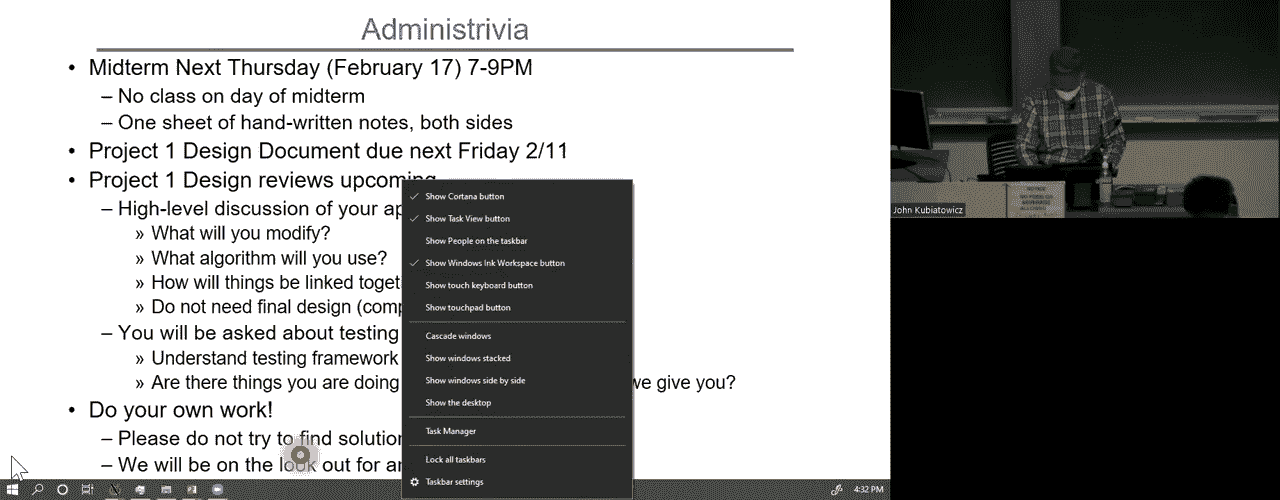 Administrivia
• Midterm Next Thursday (February 17) 7-9PM
– No class on day of midterm
– One sheet of hand-written notes, both sides
• Project 1 Design Document due next Friday 2/11
• Project 1 Design reviews upcoming
– High-level discussion of your ap
» What will you modify?
» What algorithm will you use?
» How will things be linked toget
» Do not need final design (comp
– You will be asked about testing
» Understand testing framework
» Are there things you are doing we give you?
• Do your own work!
– Please do not try to find solution
– We will be on the look out for an
Show Cortana button
Show Task View button
Show People on the taskbar
Show Windows Ink Workspace button
Show touch keyboard button
Show touchpad button
Cascade windows
Show windows stacked
Show windows side by side
Show the desktop
Task Manager
Lock all taskbars
Taskbar settings
4:32 PM
John Kubiatowicz